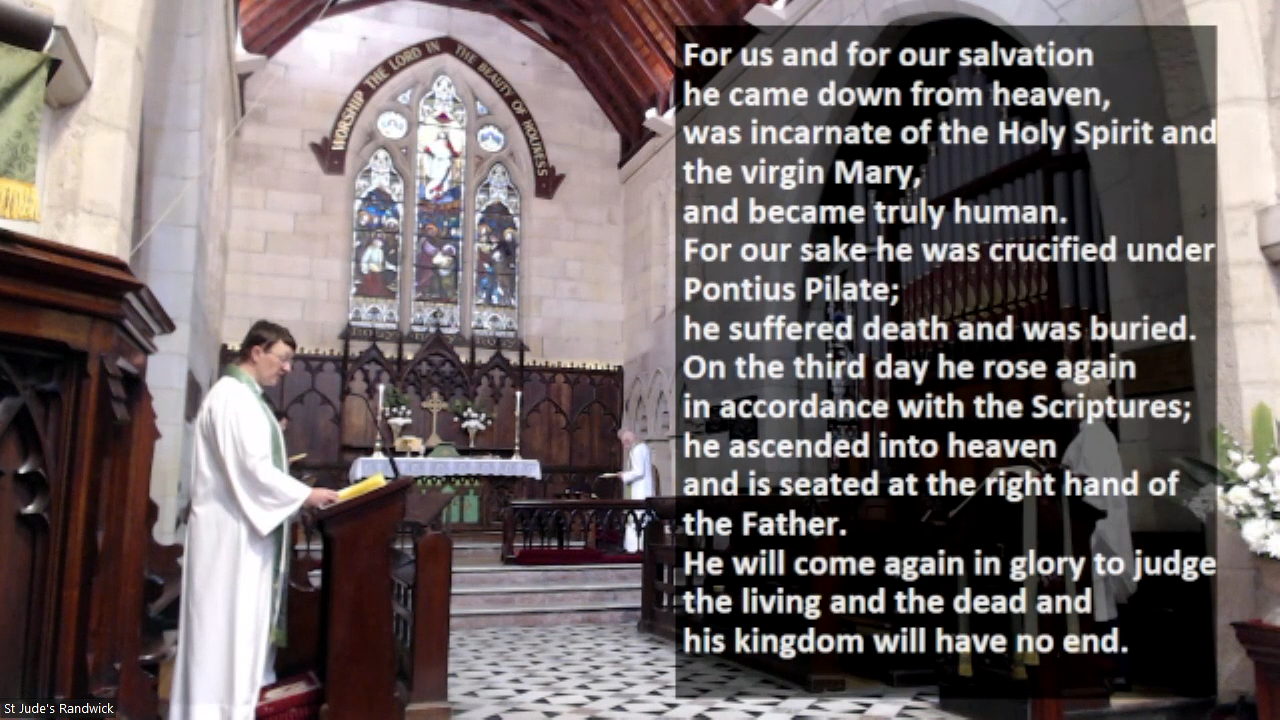 WORSHIP THE LORD IN THE BEAUTY OF HOLINESS
For us and for our salvation
he came down from heaven,
was incarnate of the Holy Spirit and
the virgin Mary,
and became truly human.
For our sake he was crucified under
Pontius Pilate;
he suffered death and was buried.
On the third day he rose again
in accordance with the Scriptures;
he ascended into heaven
and is seated at the right hand of
the Father.
He will come again in glory to judge
the living and the dead and
his kingdom will have no end.
St Jude's Randwick